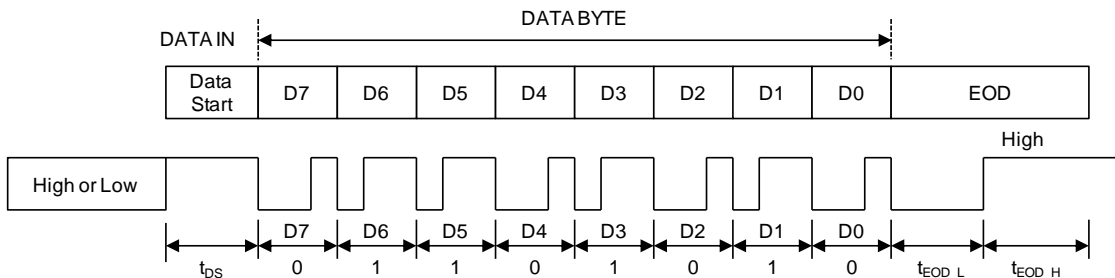 DATA BYTE
DATA IN
Data Start D7 D6 D5 D4 D3 D2 D1 D0 EOD
High
High or Low
D7 D6 D5 D4 D3 D2 D1 D0
tDS 0 1 1 0 1 0 1 0 tEOD_L tEOD_H